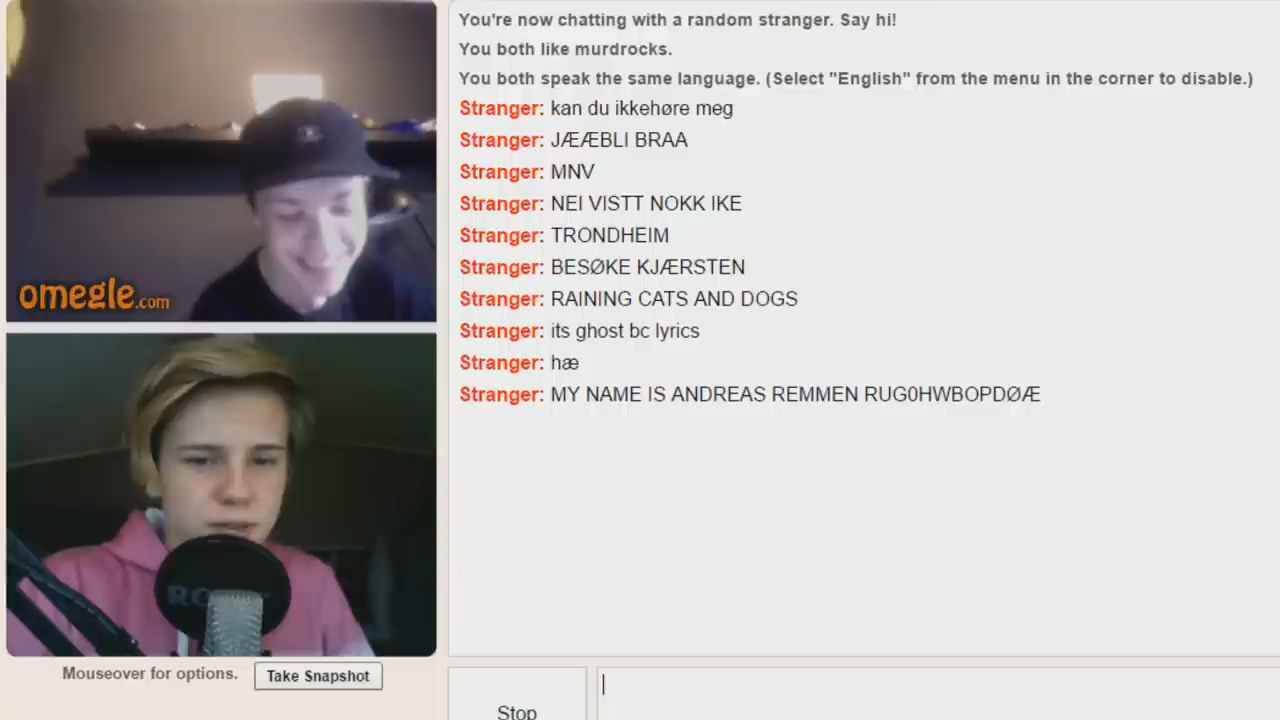 omegle.com
Mouseover for options.
Take Snapshot
You're now chatting with a random stranger. Say hi!
You both like murdrocks.
You both speak the same language. (Select "English" from the menu in the corner to disable.)
Stranger: kan du ikkehøre meg
Stranger: JÆÆBLI BRAA
Stranger: MNV
Stranger: NEI VISTT NOKK IKE
Stranger: TRONDHEIM
Stranger: BESØKE KJÆRSTEN
Stranger: RAINING CATS AND DOGS
Stranger: its ghost bc lyrics
Stranger: hæ
Stranger: MY NAME IS ANDREAS REMMEN RUG0HWBOPDØÆ
Stop